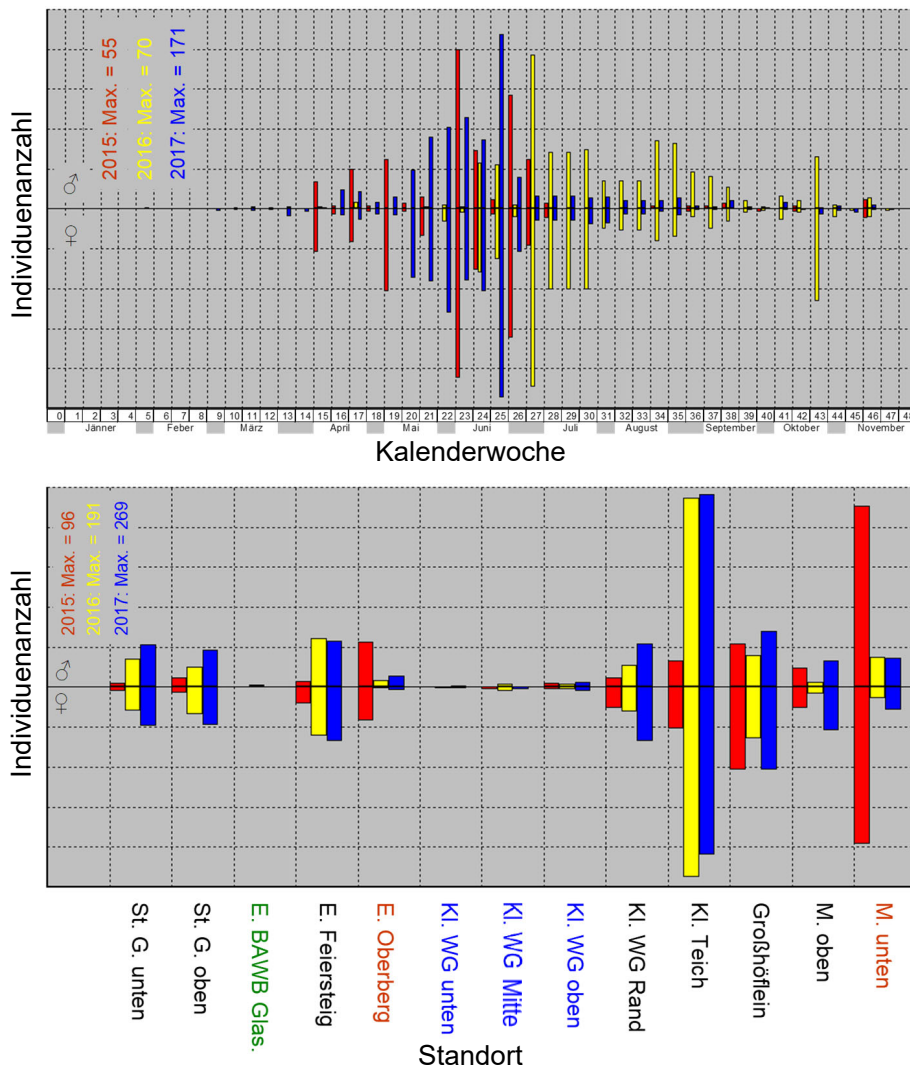 Individuenanzahl
♂
♀
2015: Max. = 55
2016: Max. = 70
2017: Max. = 171
0 1 2 3 4 5 6 7 8 9 10 11 12 13 14 15 16 17 18 19 20 21 22 23 24 25 26 27 28 29 30 31 32 33 34 35 36 37 38 39 40 41 42 43 44 45 46 47 48
Jänner Feber März April Mai Juni Juli August September Oktober November
Kalenderwoche
Individuenanzahl
♂
♀
2015: Max. = 96
2016: Max. = 191
2017: Max. = 269
St. G. unten
St. G. oben
E. BAWB Glas.
E. Feiersteig
E. Oberberg
Kl. WG unten
Kl. WG Mitte
Kl. WG oben
Kl. WG Rand
Kl. Teich
Großhöflein
M. oben
M. unten
Standort